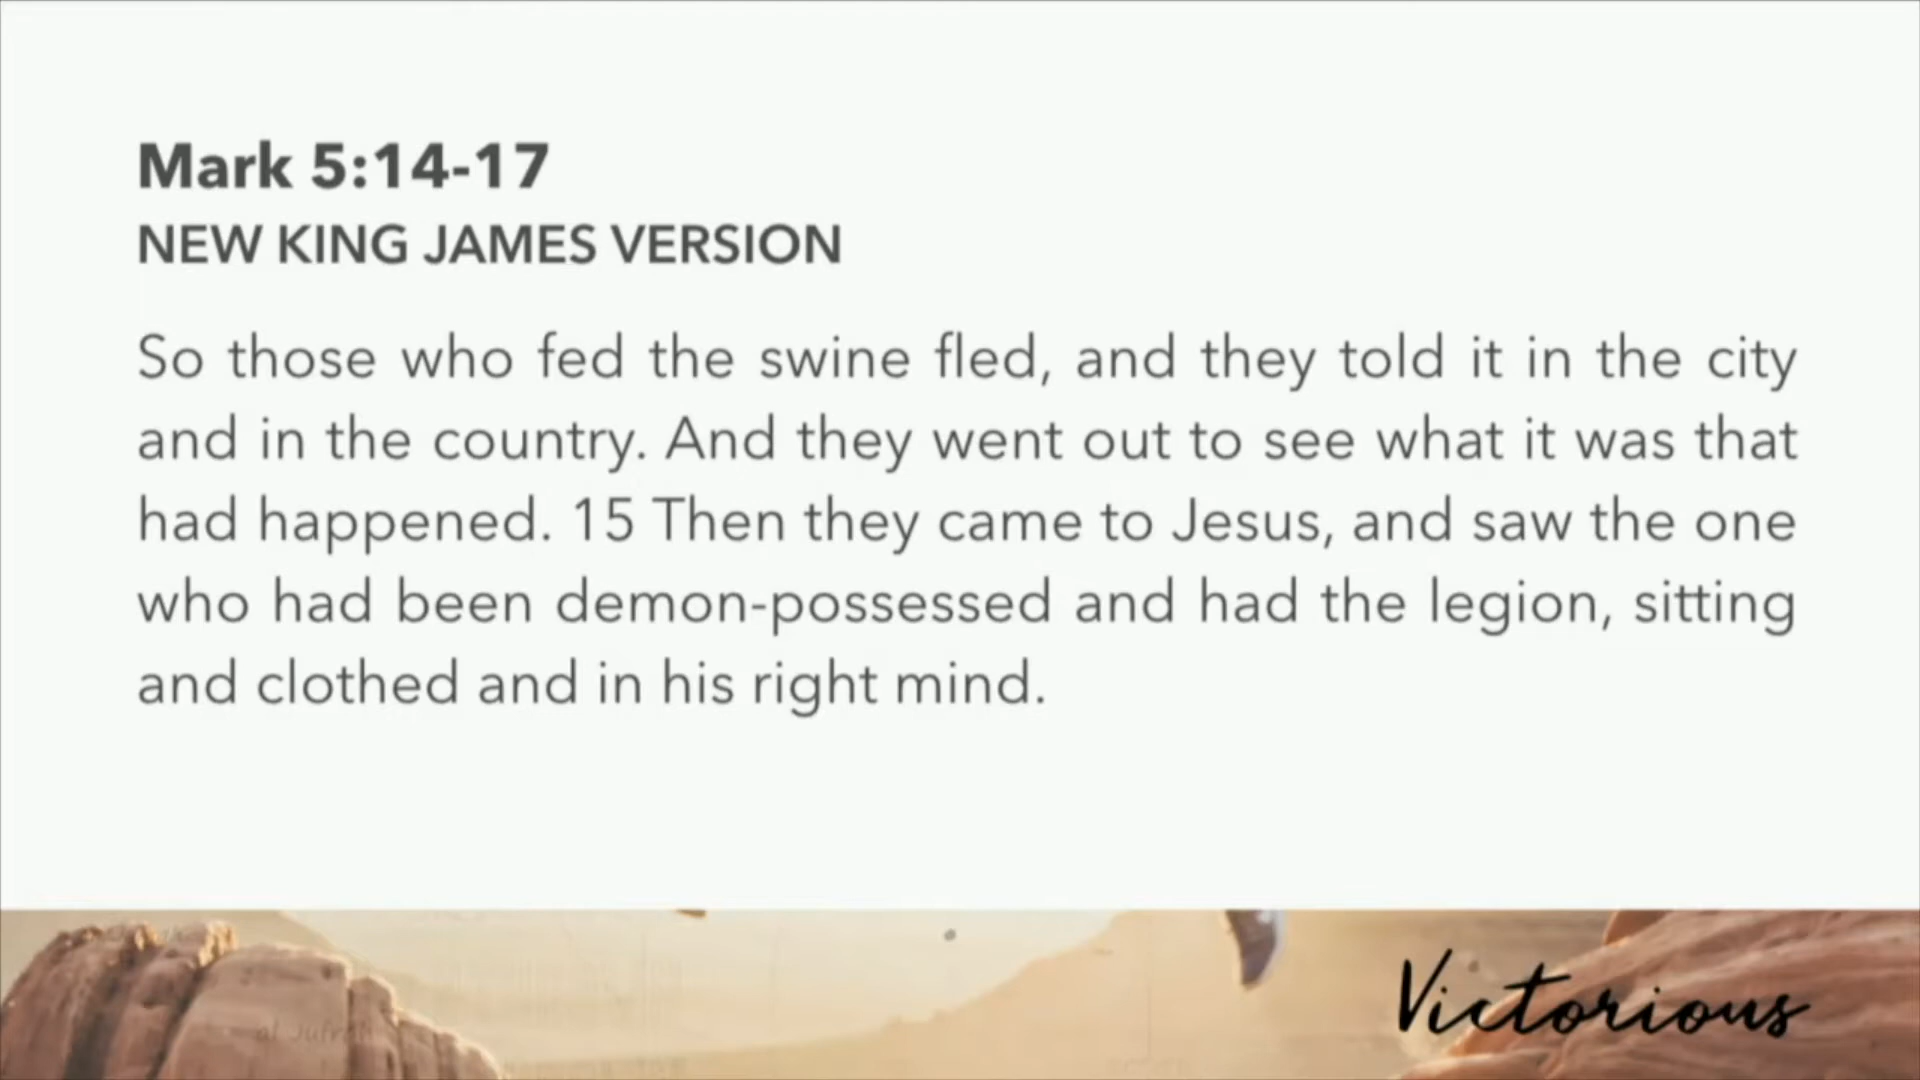 Mark 5:14-17
NEW KING JAMES VERSION
So those who fed the swine fled, and they told it in the city
and in the country. And they went out to see what it was that
had happened. 15 Then they came to Jesus, and saw the one
who had been demon-possessed and had the legion, sitting
and clothed and in his right mind.
Victorious